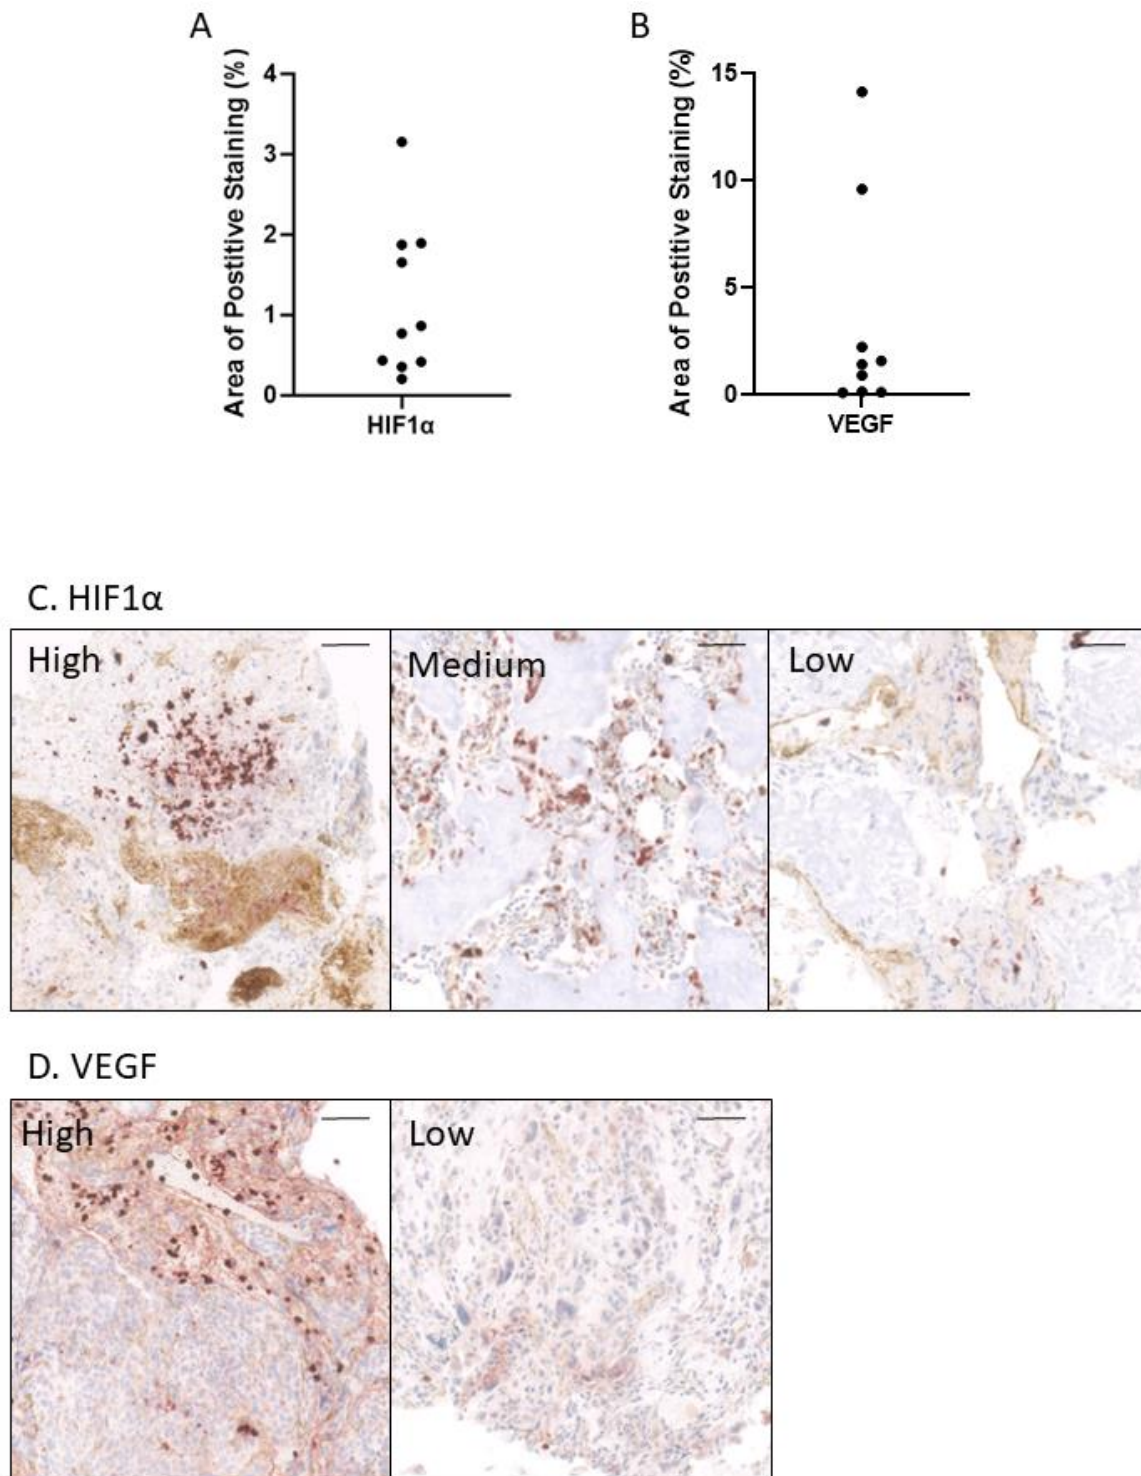 A
Area of Postitive Staining (%)
4
3
2
1
0
HIF1α
B
Area of Postitive Staining (%)
15
10
5
0
VEGF
C. HIF1α
High
Medium
Low
D. VEGF
High
Low